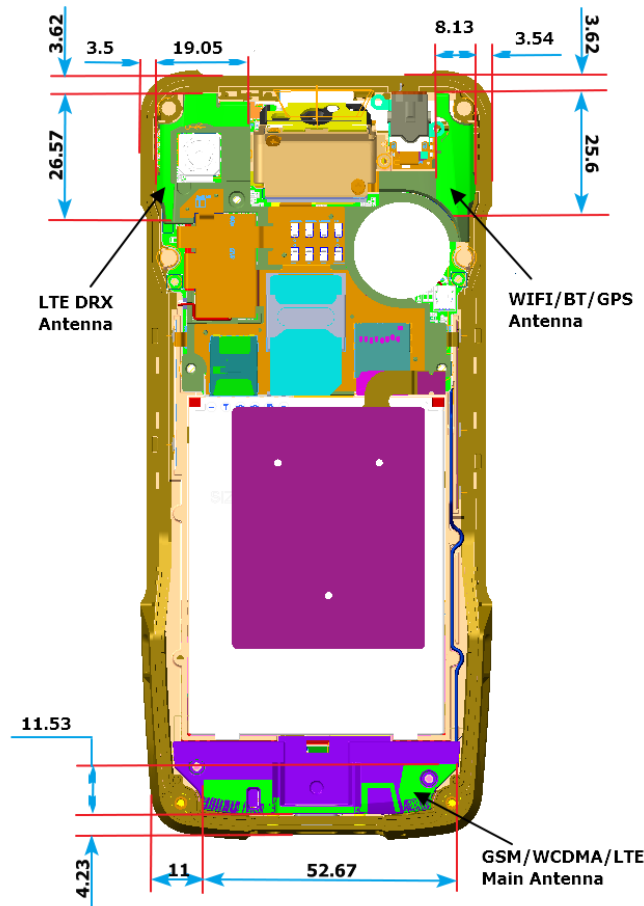 3.62
3.5
19.05
8.13
3.54
3.62
26.57
25.6
LTE DRX
Antenna
WIFI/BT/GPS
Antenna
11.53
4.23
11
52.67
GSM/WCDMA/LTE
Main Antenna